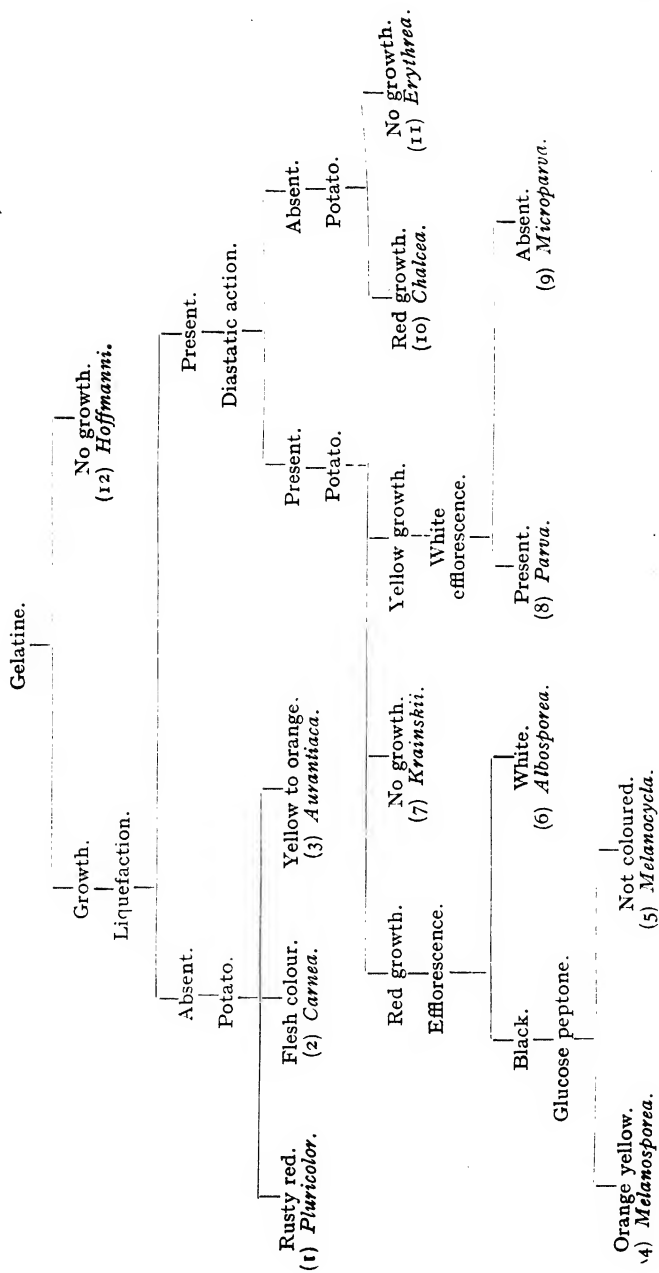 Gelatine.
Growth.
No growth.
(12) Hoffmanni.
Liquefaction.
Absent.
Present.
Potato.
Diastatic action.
Rusty red.
(1) Pluricolor.
Flesh colour.
(2) Carnea.
Yellow to orange.
(3) Aurantiaca.
Present.
Absent.
Potato.
Potato.
Red growth.
No growth.
(7) Krainskii.
Yellow growth.
Red growth.
(10) Chalcea.
No growth.
(11) Erythrea.
Efflorescence.
White
efflorescence.
Black.
White.
(6) Albosporea.
Present.
(8) Parva.
Absent.
(9) Microparva.
Glucose peptone.
Orange yellow.
4) Melanosporea.
Not coloured.
(5) Melanocycla.